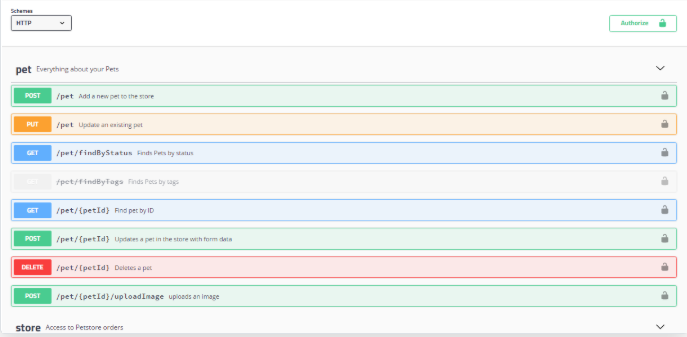 Schemes
HTTP
Authorize
pet Everything about your Pets
POST /pet Add a new pet to the store
PUT /pet Update an existing pet
GET /pet/findByStatus Finds Pets by status
GET /pet/findByTags Finds Pets by tags
GET /pet/{petId} Find pet by ID
POST /pet/{petId} Updates a pet in the store with form data
DELETE /pet/{petId} Deletes a pet
POST /pet/{petId}/uploadImage uploads an image
store Access to Petstore orders